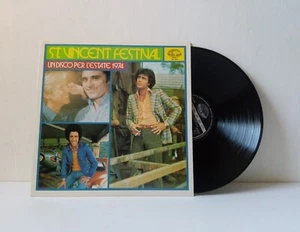 ST. VINCENT FESTIVAL
UN DISCO PER L'ESTATE 1974